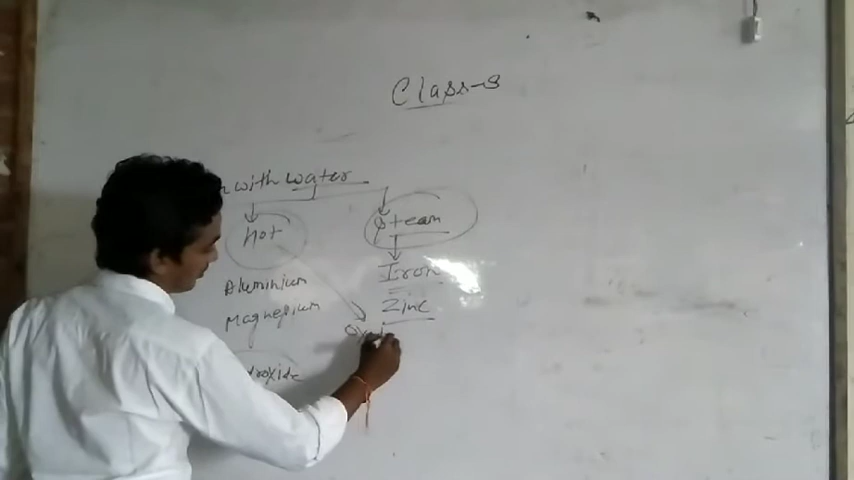 Class-8
with water
Hot
Steam
Aluminium
Iron
Magnesium
Zinc